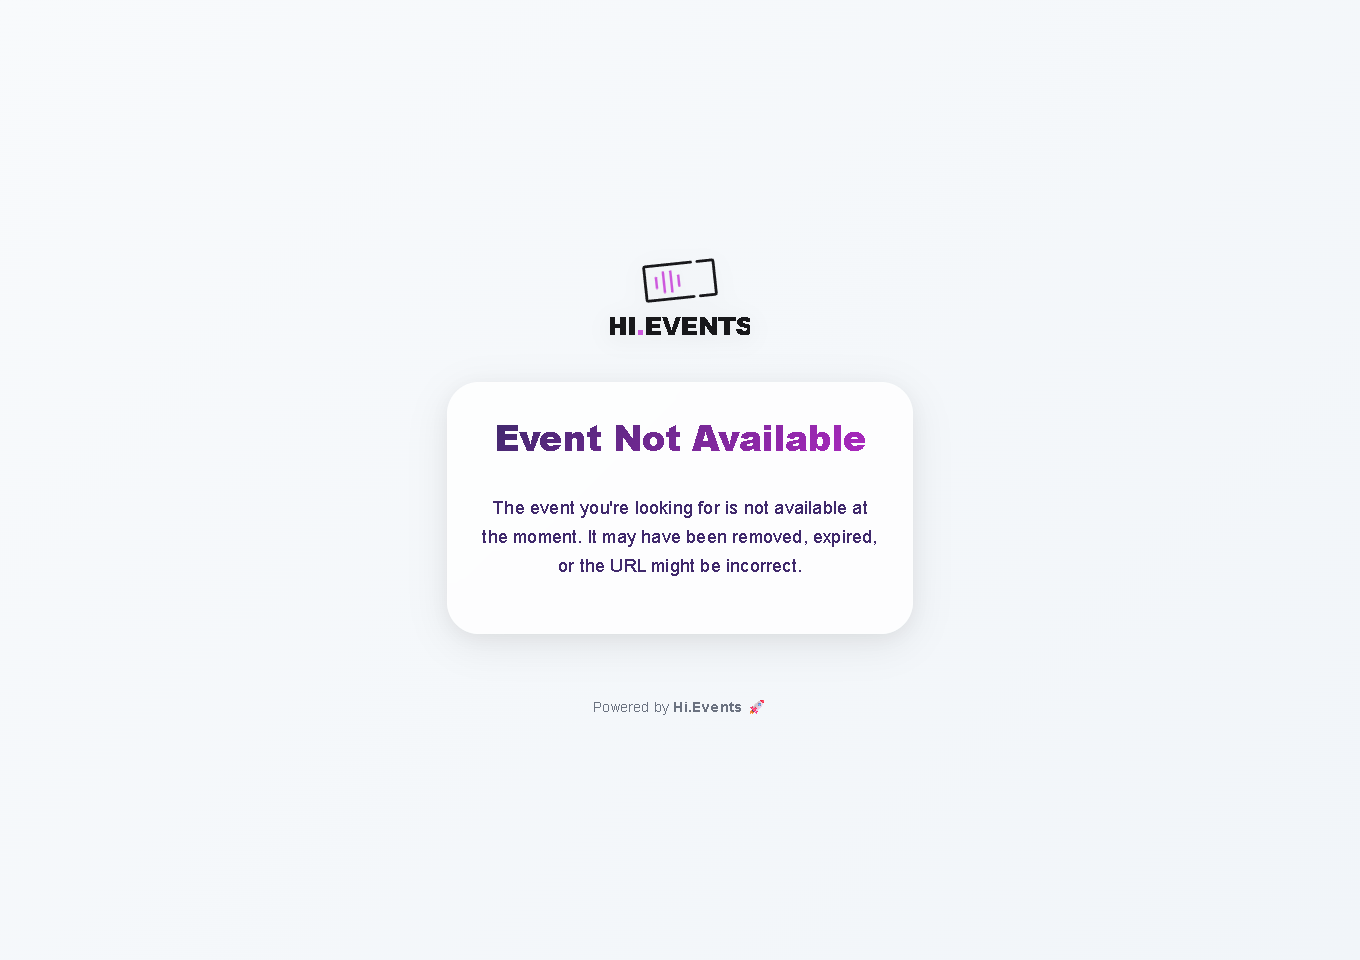 HI.EVENTS
Event Not Available
The event you're looking for is not available at
the moment. It may have been removed, expired,
or the URL might be incorrect.
Powered by Hi.Events 🚀